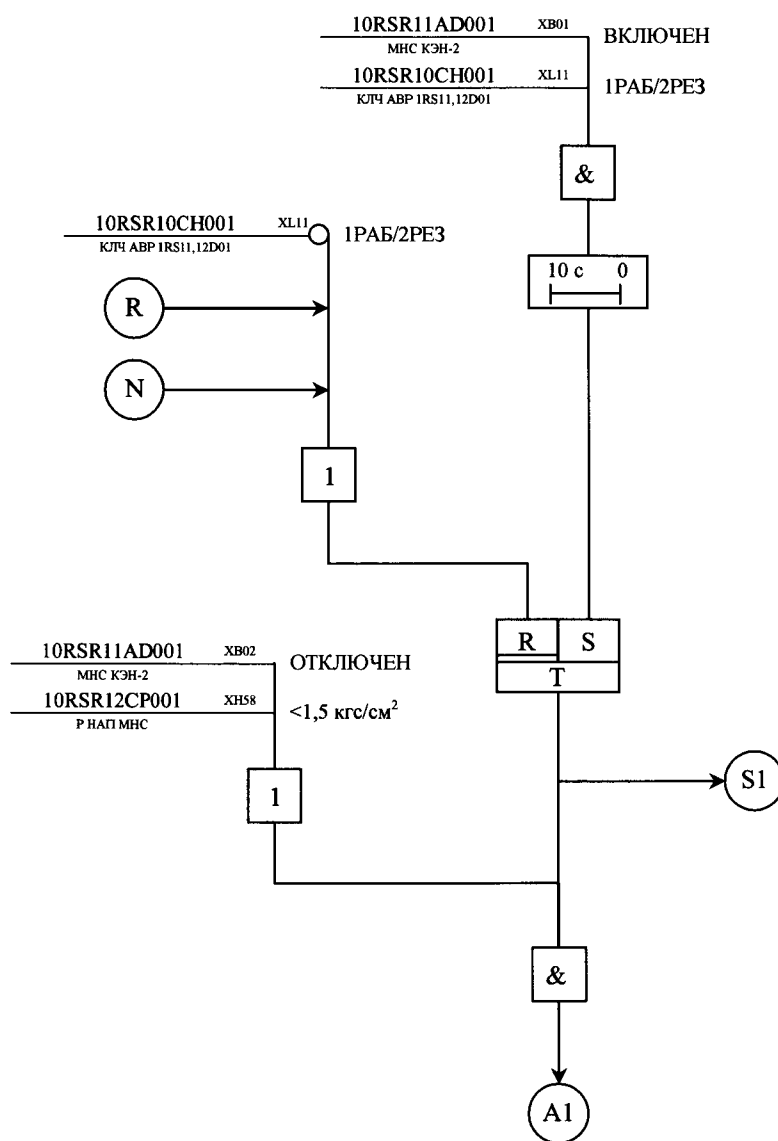 10RSR11AD001 XB01 ВКЛЮЧЕН
МНС КЭН-2
10RSR10CH001 XL11 1РАБ/2РЕЗ
КЛЧ АВР 1RS11,12D01
&
10RSR10CH001 XL11 1РАБ/2РЕЗ
КЛЧ АВР 1RS11,12D01
10 с 0
R
N
1
R S
T
10RSR11AD001 XB02 ОТКЛЮЧЕН
МНС КЭН-2
10RSR12CP001 XH58 <1,5 кгс/см²
Р НАП МНС
S1
1
&
A1